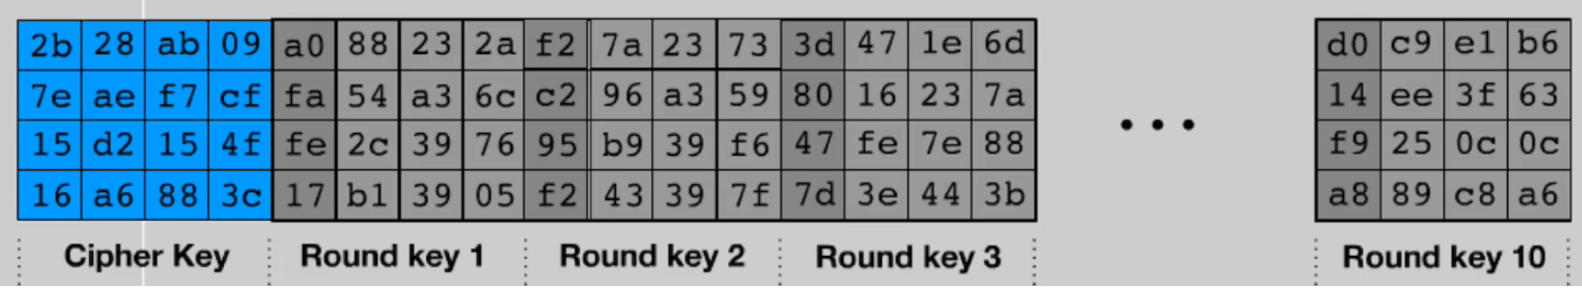 2b 28 ab 09 a0 88 23 2a f2 7a 23 73 3d 47 1e 6d d0 c9 e1 b6
7e ae f7 cf fa 54 a3 6c c2 96 a3 59 80 16 23 7a 14 ee 3f 63
15 d2 15 4f fe 2c 39 76 95 b9 39 f6 47 fe 7e 88 f9 25 0c 0c
16 a6 88 3c 17 b1 39 05 f2 43 39 7f 7d 3e 44 3b a8 89 c8 a6
Cipher Key Round key 1 Round key 2 Round key 3 Round key 10